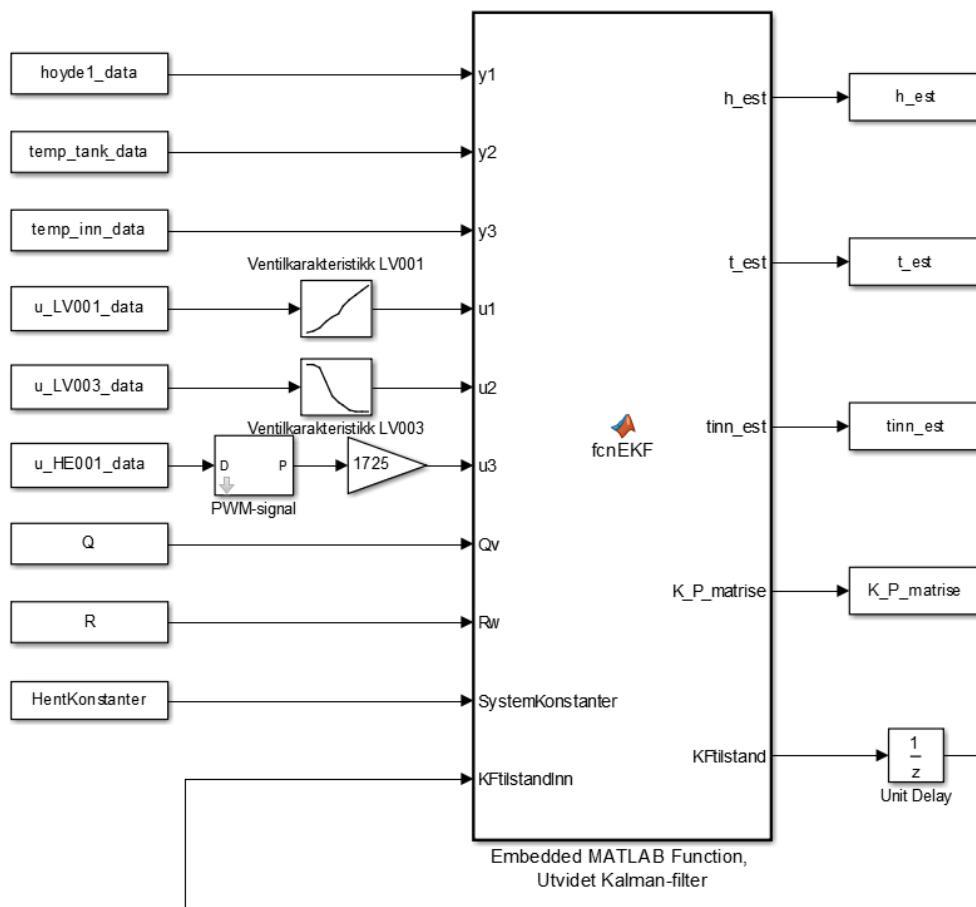 hoyde1_data
y1
h_est
h_est
temp_tank_data
y2
temp_inn_data
y3
Ventilkarakteristikk LV001
t_est
t_est
u_LV001_data
u1
u_LV003_data
u2
Ventilkarakteristikk LV003
fcnEKF
tinn_est
tinn_est
u_HE001_data
D
P
1725
u3
PWM-signal
Q
Qv
K_P_matrise
K_P_matrise
R
Rw
HentKonstanter
SystemKonstanter
KFtilstand
1
z
Unit Delay
KFtilstandInn
Embedded MATLAB Function,
Utvidet Kalman-filter